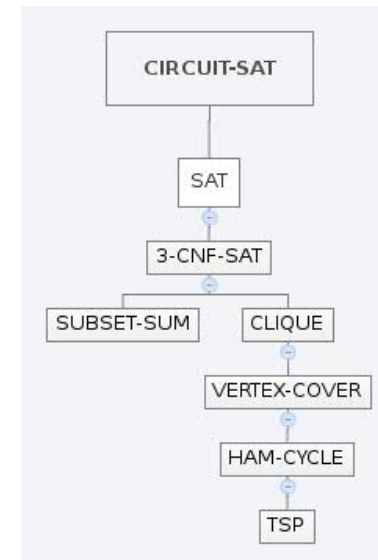 CIRCUIT-SAT
SAT
3-CNF-SAT
SUBSET-SUM
CLIQUE
VERTEX-COVER
HAM-CYCLE
TSP